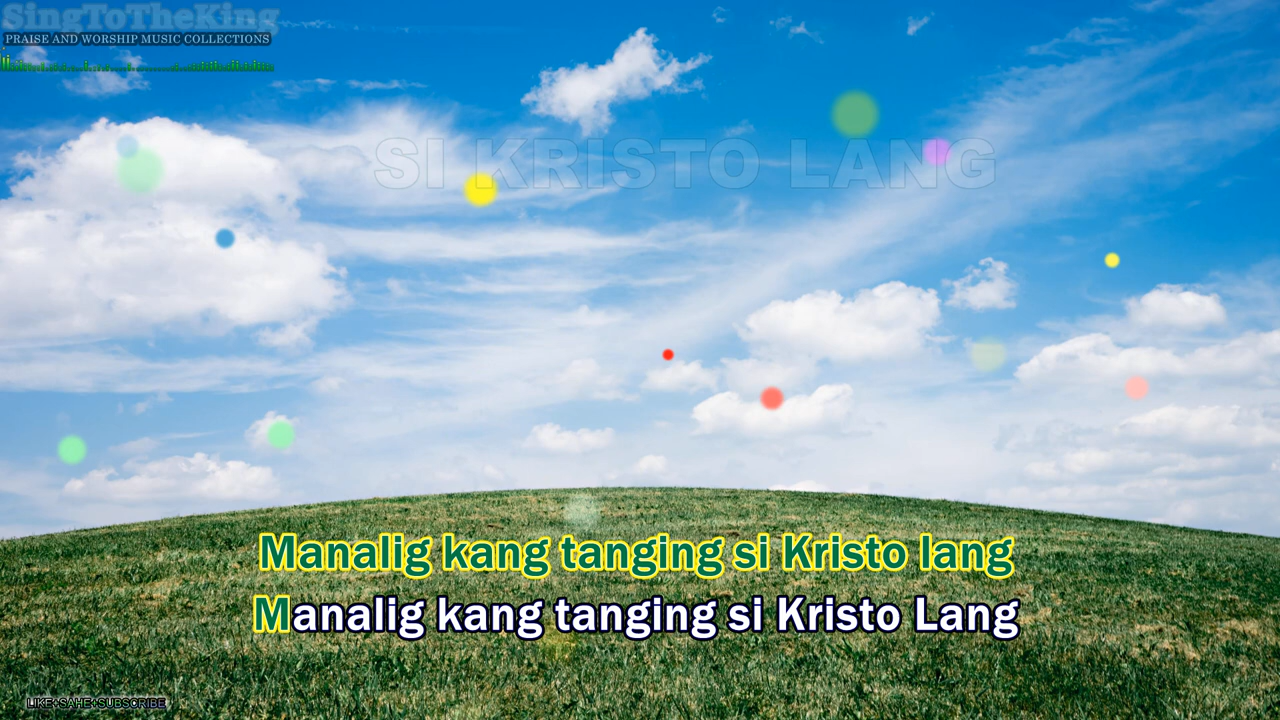 SingToTheKing
PRAISE AND WORSHIP MUSIC COLLECTIONS
SI KRISTO LANG
Manalig kang tanging si Kristo lang
Manalig kang tanging si Kristo Lang
LIKE+SAHE+SUBSCRIBE